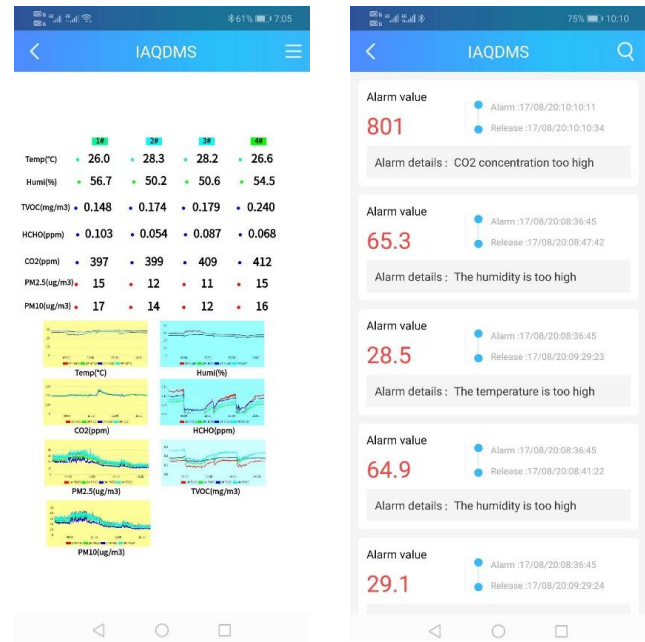 61% 7:05
IAQDMS
1# 2# 3# 4#
Temp(℃) 26.0 28.3 28.2 26.6
Humi(%) 56.7 50.2 50.6 54.5
TVOC(mg/m3) 0.148 0.174 0.179 0.240
HCHO(ppm) 0.103 0.054 0.087 0.068
CO2(ppm) 397 399 409 412
PM2.5(ug/m3) 15 12 11 15
PM10(ug/m3) 17 14 12 16
Temp(℃) Humi(%)
CO2(ppm) HCHO(ppm)
PM2.5(ug/m3) TVOC(mg/m3)
PM10(ug/m3)
75% 10:10
IAQDMS
Alarm value
801
Alarm :17/08/20:10:10:11
Release :17/08/20:10:10:34
Alarm details : CO2 concentration too high
Alarm value
65.3
Alarm :17/08/20:08:36:45
Release :17/08/20:08:47:42
Alarm details : The humidity is too high
Alarm value
28.5
Alarm :17/08/20:08:36:45
Release :17/08/20:09:29:23
Alarm details : The temperature is too high
Alarm value
64.9
Alarm :17/08/20:08:36:45
Release :17/08/20:08:41:22
Alarm details : The humidity is too high
Alarm value
29.1
Alarm :17/08/20:08:36:45
Release :17/08/20:09:29:24